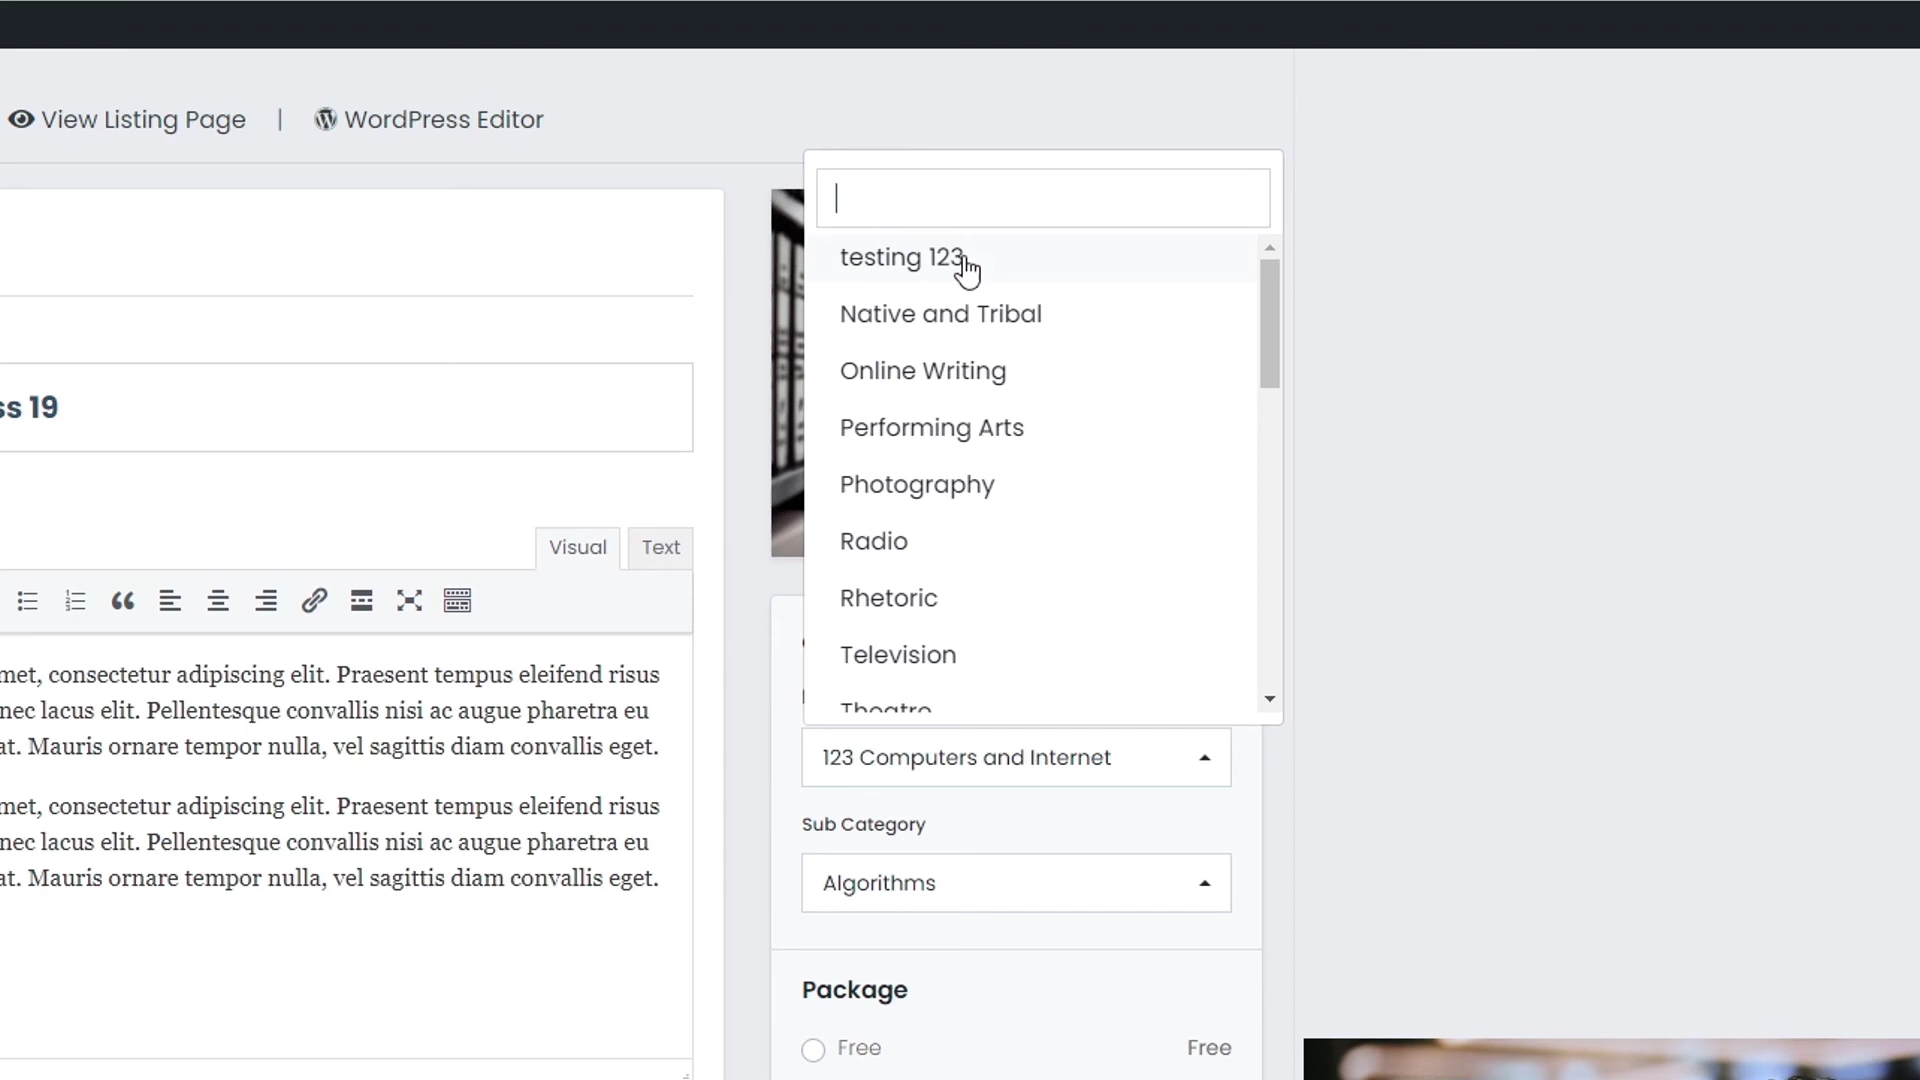 View Listing Page | WordPress Editor
testing 123
Native and Tribal
Online Writing
Performing Arts
Photography
Radio
Rhetoric
Television
Theatre
ss 19
Visual Text
met, consectetur adipiscing elit. Praesent tempus eleifend risus
nec lacus elit. Pellentesque convallis nisi ac augue pharetra eu
at. Mauris ornare tempor nulla, vel sagittis diam convallis eget.
met, consectetur adipiscing elit. Praesent tempus eleifend risus
nec lacus elit. Pellentesque convallis nisi ac augue pharetra eu
at. Mauris ornare tempor nulla, vel sagittis diam convallis eget.
123 Computers and Internet
Sub Category
Algorithms
Package
Free Free